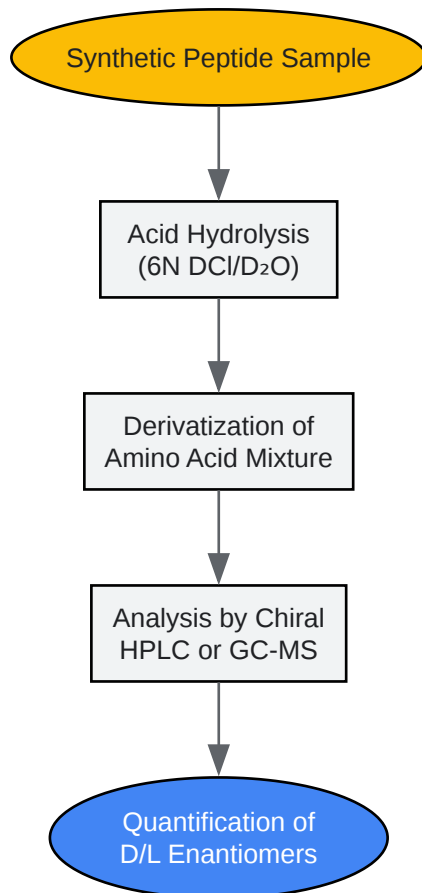 Synthetic Peptide Sample
Acid Hydrolysis
(6N DCl/D₂O)
Derivatization of
Amino Acid Mixture
Analysis by Chiral
HPLC or GC-MS
Quantification of
D/L Enantiomers